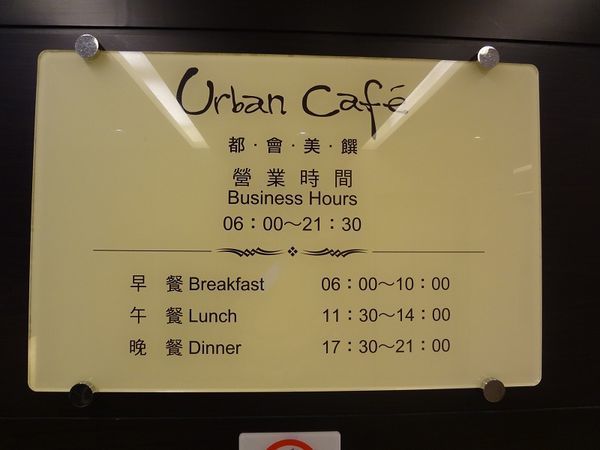 Urban Café
都·會·美·饌
營業時間
Business Hours
06：00～21：30
早 餐 Breakfast 06：00～10：00
午 餐 Lunch 11：30～14：00
晚 餐 Dinner 17：30～21：00